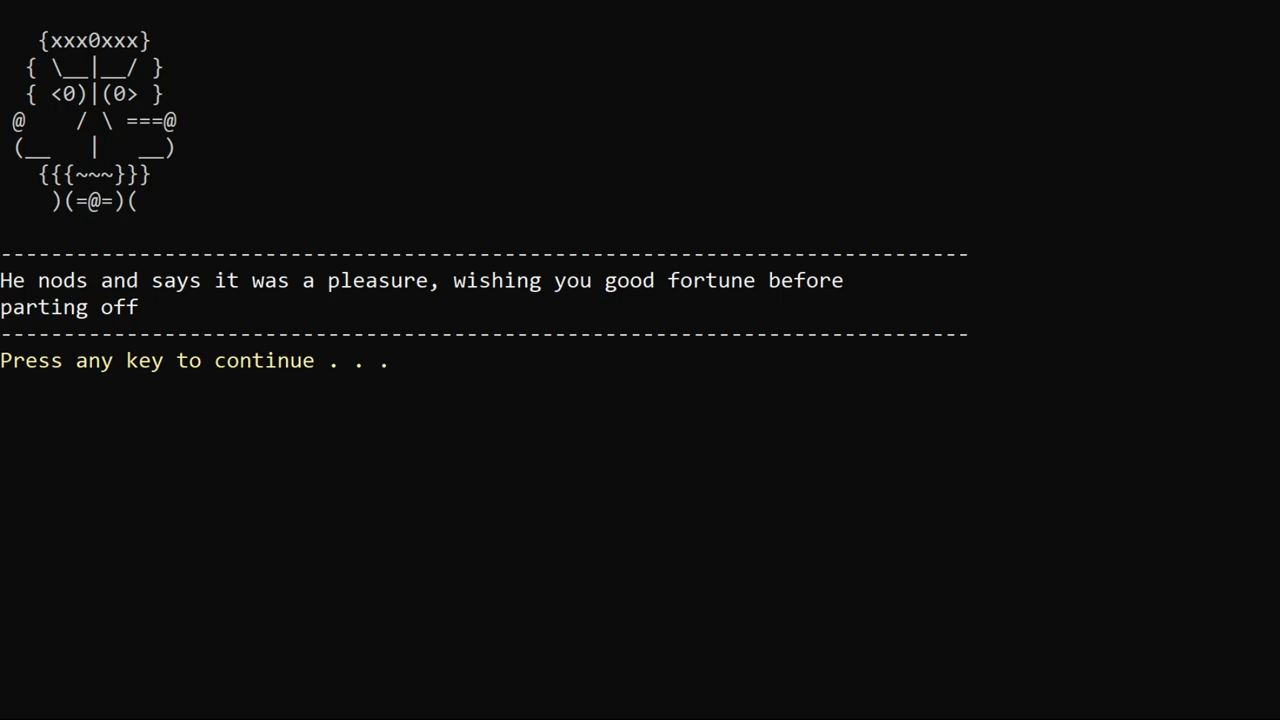 {xxx0xxx}
  { \__|__/ }
  { <0)|(0> }
 @    / \ ===@
 (__   |   __)
   {{{~~~}}}
    )(=@=)(
-----------------------------------------------------------------------------
He nods and says it was a pleasure, wishing you good fortune before
parting off
-----------------------------------------------------------------------------
Press any key to continue . . .